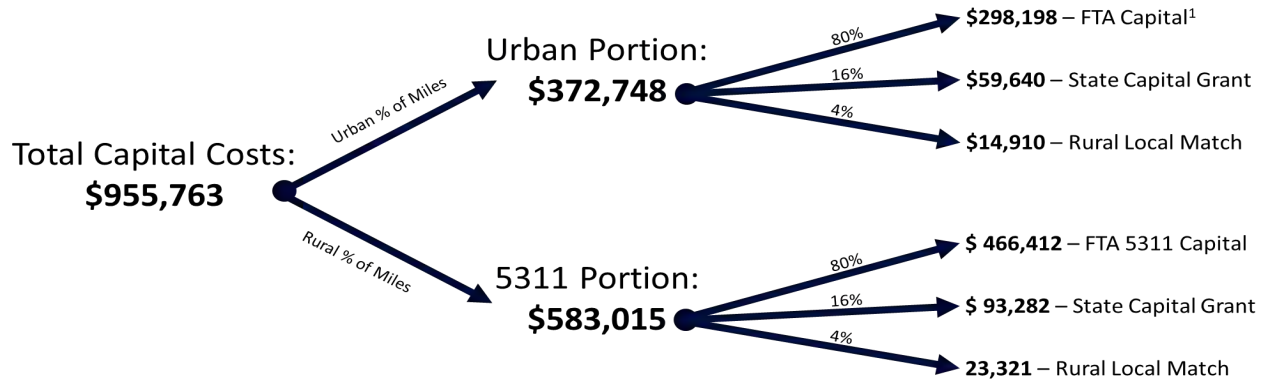 Total Capital Costs:
$955,763
Urban % of Miles
Rural % of Miles
Urban Portion:
$372,748
80%
$298,198 – FTA Capital¹
16%
$59,640 – State Capital Grant
4%
$14,910 – Rural Local Match
5311 Portion:
$583,015
80%
$ 466,412 – FTA 5311 Capital
16%
$ 93,282 – State Capital Grant
4%
23,321 – Rural Local Match